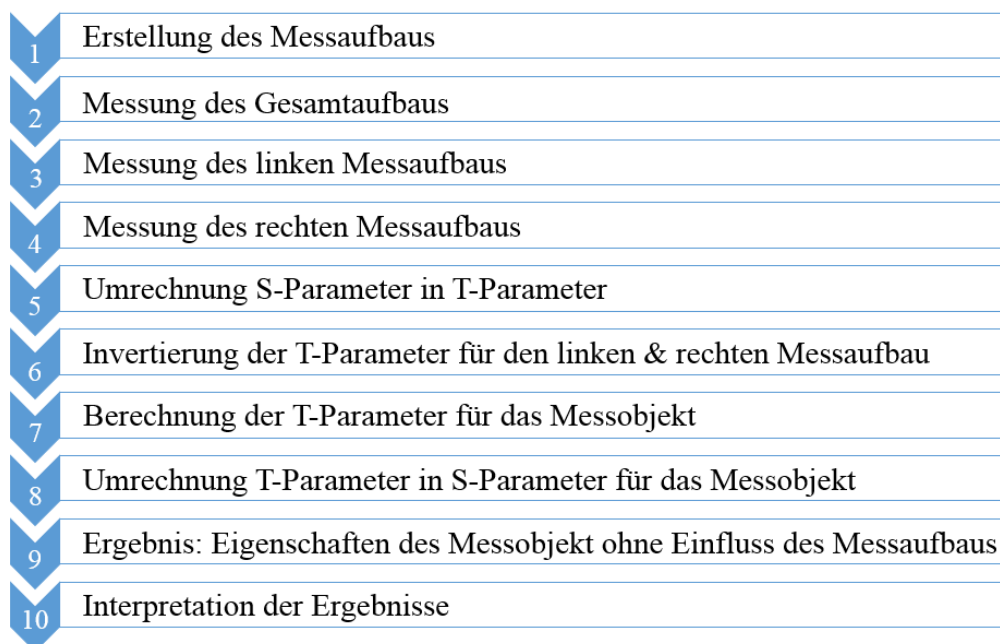 1 Erstellung des Messaufbaus
2 Messung des Gesamtaufbaus
3 Messung des linken Messaufbaus
4 Messung des rechten Messaufbaus
5 Umrechnung S-Parameter in T-Parameter
6 Invertierung der T-Parameter für den linken & rechten Messaufbau
7 Berechnung der T-Parameter für das Messobjekt
8 Umrechnung T-Parameter in S-Parameter für das Messobjekt
9 Ergebnis: Eigenschaften des Messobjekt ohne Einfluss des Messaufbaus
10 Interpretation der Ergebnisse